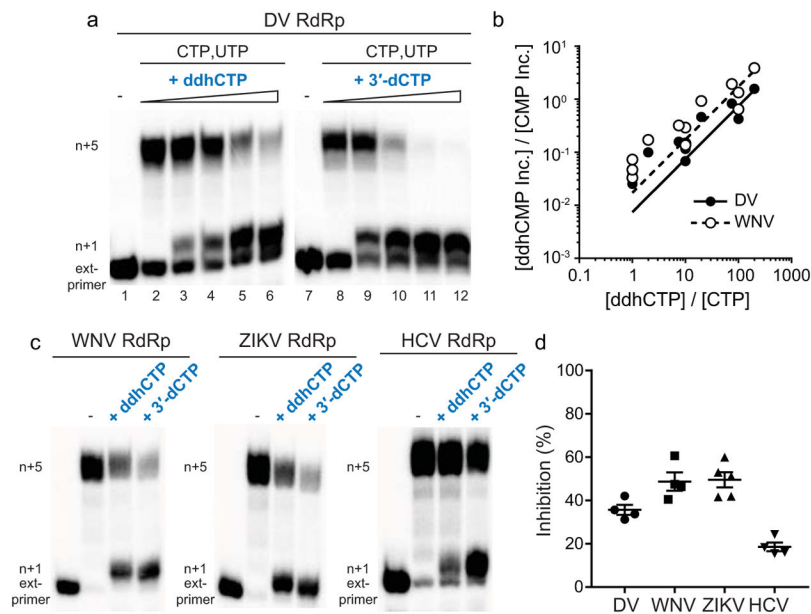 a
DV RdRp
CTP,UTP CTP,UTP
+ ddhCTP + 3′-dCTP
- -
n+5
n+1
ext-
primer
1 2 3 4 5 6 7 8 9 10 11 12
b
[ddhCMP Inc.] / [CMP Inc.]
10¹
10⁰
10⁻¹
10⁻²
10⁻³
DV
WNV
0.1 1 10 100 1000
[ddhCTP] / [CTP]
c
WNV RdRp ZIKV RdRp HCV RdRp
- + ddhCTP + 3′-dCTP - + ddhCTP + 3′-dCTP - + ddhCTP + 3′-dCTP
n+5 n+5 n+5
n+1 n+1 n+1
ext- ext- ext-
primer primer primer
d
Inhibition (%)
100
80
60
40
20
0
DV WNV ZIKV HCV